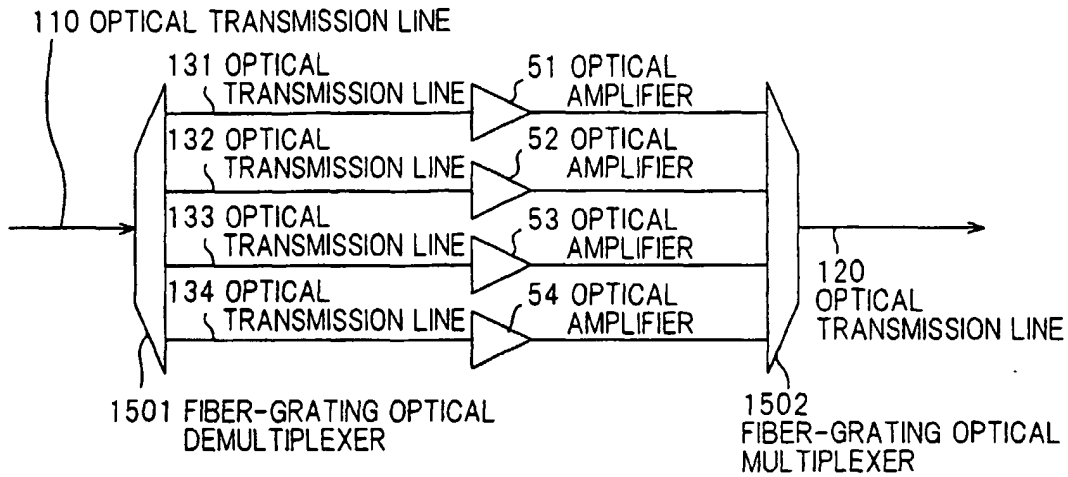 110 OPTICAL TRANSMISSION LINE
131 OPTICAL
TRANSMISSION LINE
51 OPTICAL
AMPLIFIER
132 OPTICAL
TRANSMISSION LINE
52 OPTICAL
AMPLIFIER
133 OPTICAL
TRANSMISSION LINE
53 OPTICAL
AMPLIFIER
134 OPTICAL
TRANSMISSION LINE
54 OPTICAL
AMPLIFIER
120
OPTICAL
TRANSMISSION LINE
1501 FIBER-GRATING OPTICAL
DEMULTIPLEXER
1502
FIBER-GRATING OPTICAL
MULTIPLEXER